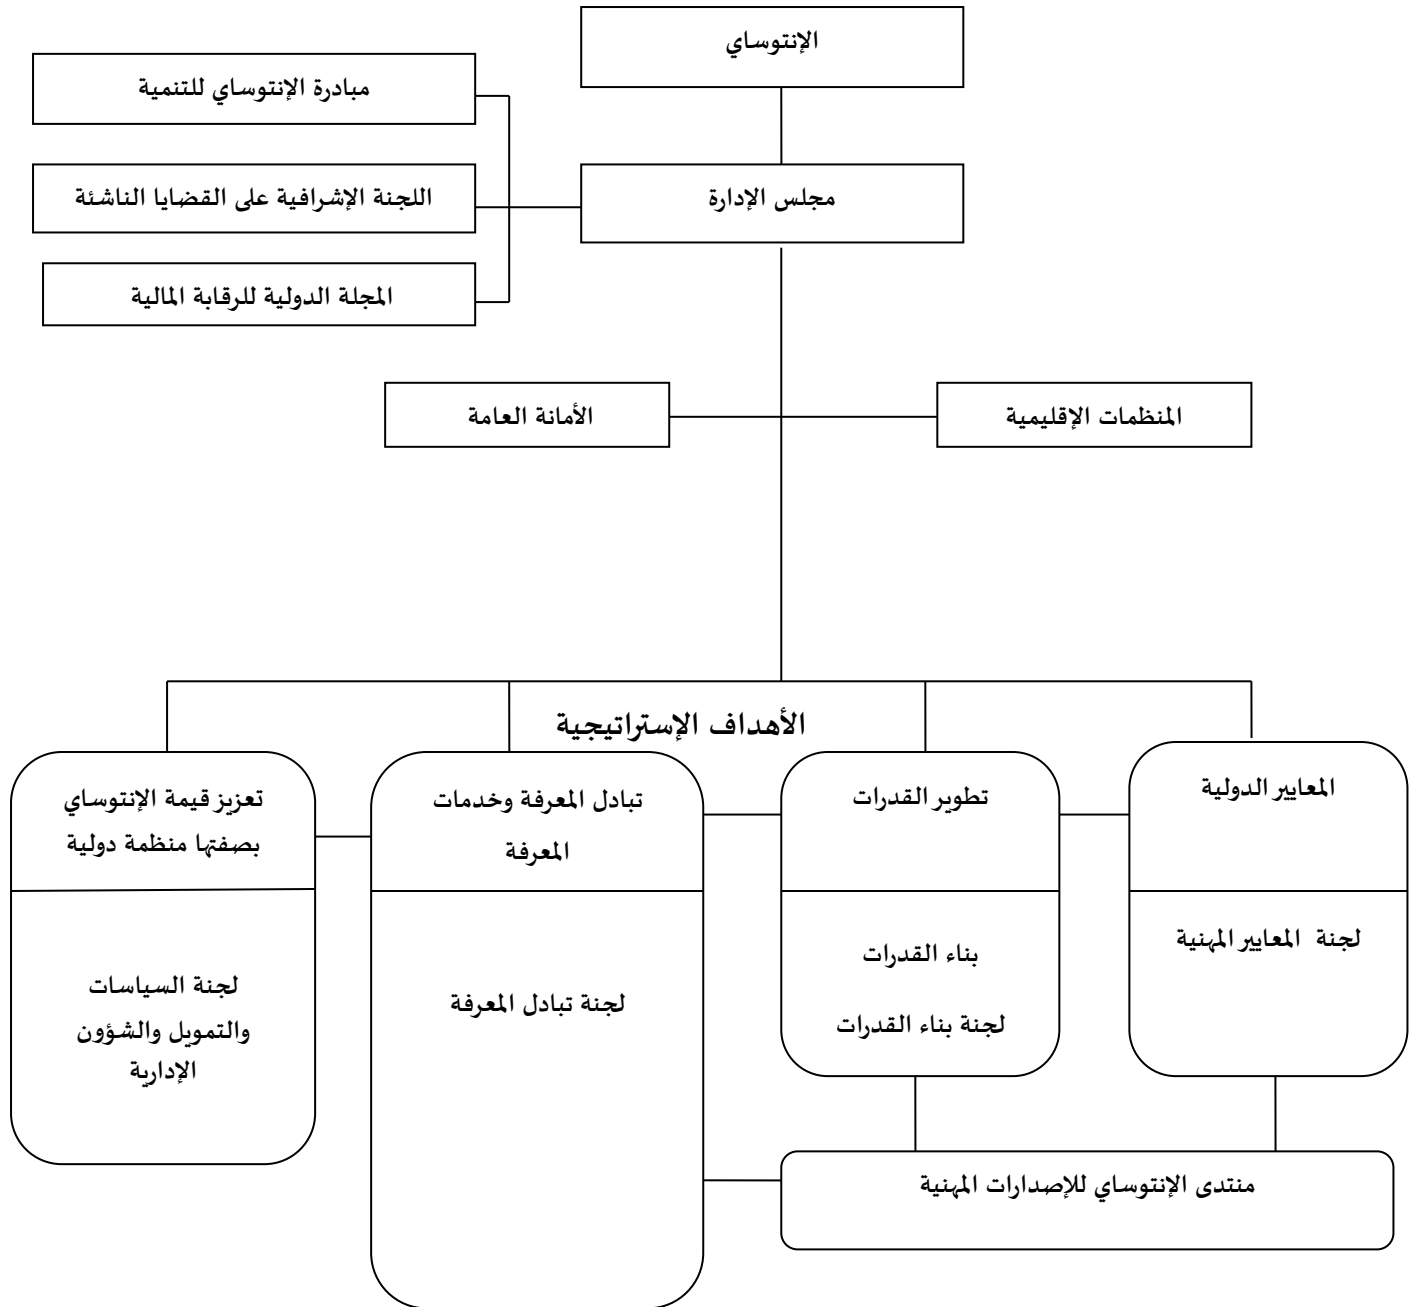 الإنتوساي
مبادرة الإنتوساي للتنمية
مجلس الإدارة
اللجنة الإشرافية على القضايا الناشئة
المجلة الدولية للرقابة المالية
المنظمات الإقليمية
الأمانة العامة
الأهداف الإستراتيجية
المعايير الدولية
لجنة المعايير المهنية
تطوير القدرات
بناء القدرات
لجنة بناء القدرات
تبادل المعرفة وخدمات
المعرفة
لجنة تبادل المعرفة
تعزيز قيمة الإنتوساي
بصفتها منظمة دولية
لجنة السياسات
والتمويل والشؤون
الإدارية
منتدى الإنتوساي للإصدارات المهنية